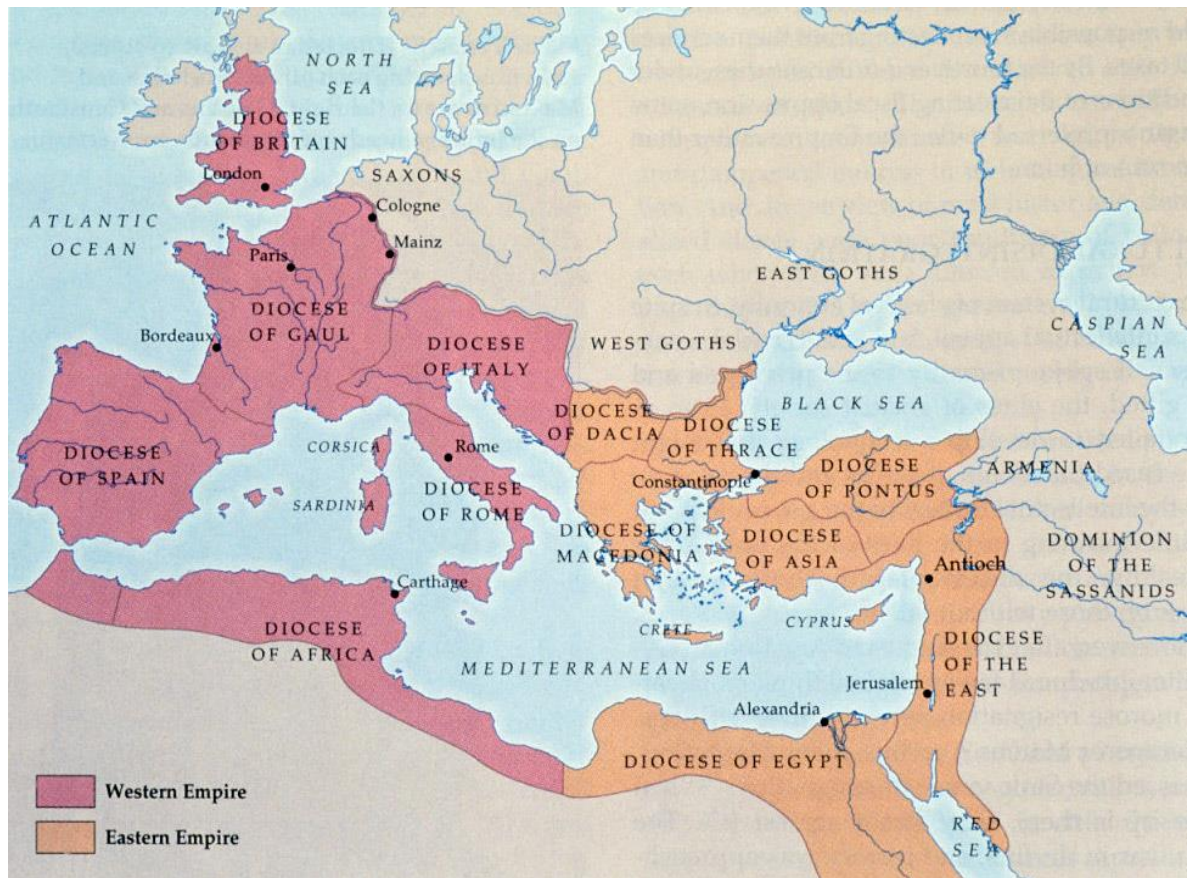 NORTH
SEA
DIOCESE
OF BRITAIN
London
SAXONS
Cologne
ATLANTIC
OCEAN
Mainz
Paris
EAST GOTHS
DIOCESE
OF GAUL
Bordeaux
CASPIAN
SEA
DIOCESE
OF ITALY
WEST GOTHS
BLACK SEA
DIOCESE
OF DACIA
DIOCESE
OF THRACE
CORSICA
Rome
DIOCESE
OF SPAIN
DIOCESE
OF PONTUS
ARMENIA
Constantinople
SARDINIA
DIOCESE
OF ROME
DIOCESE OF
MACEDONIA
DIOCESE
OF ASIA
DOMINION
OF THE
SASSANIDS
Antioch
Carthage
CRETE
CYPRUS
DIOCESE
OF AFRICA
DIOCESE
OF THE
EAST
MEDITERRANEAN SEA
Jerusalem
Alexandria
DIOCESE OF EGYPT
Western Empire
Eastern Empire
RED
SEA